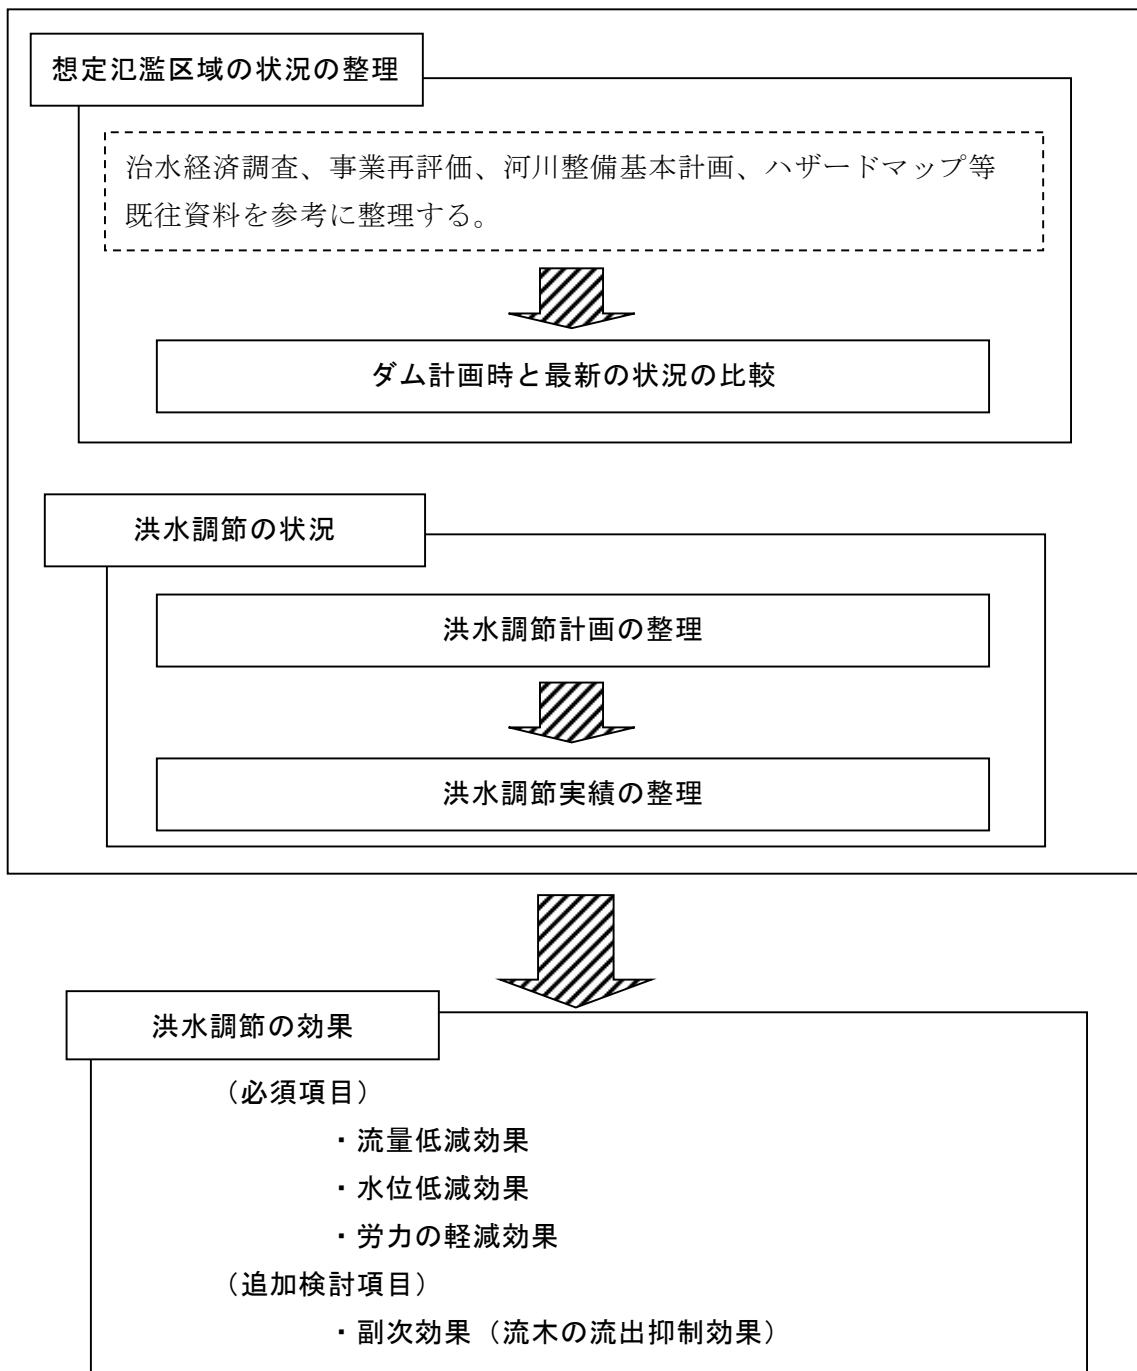 想定氾濫区域の状況の整理
治水経済調査、事業再評価、河川整備基本計画、ハザードマップ等
既往資料を参考に整理する。
ダム計画時と最新の状況の比較
洪水調節の状況
洪水調節計画の整理
洪水調節実績の整理
洪水調節の効果
（必須項目）
・流量低減効果
・水位低減効果
・労力の軽減効果
（追加検討項目）
・副次効果（流木の流出抑制効果）